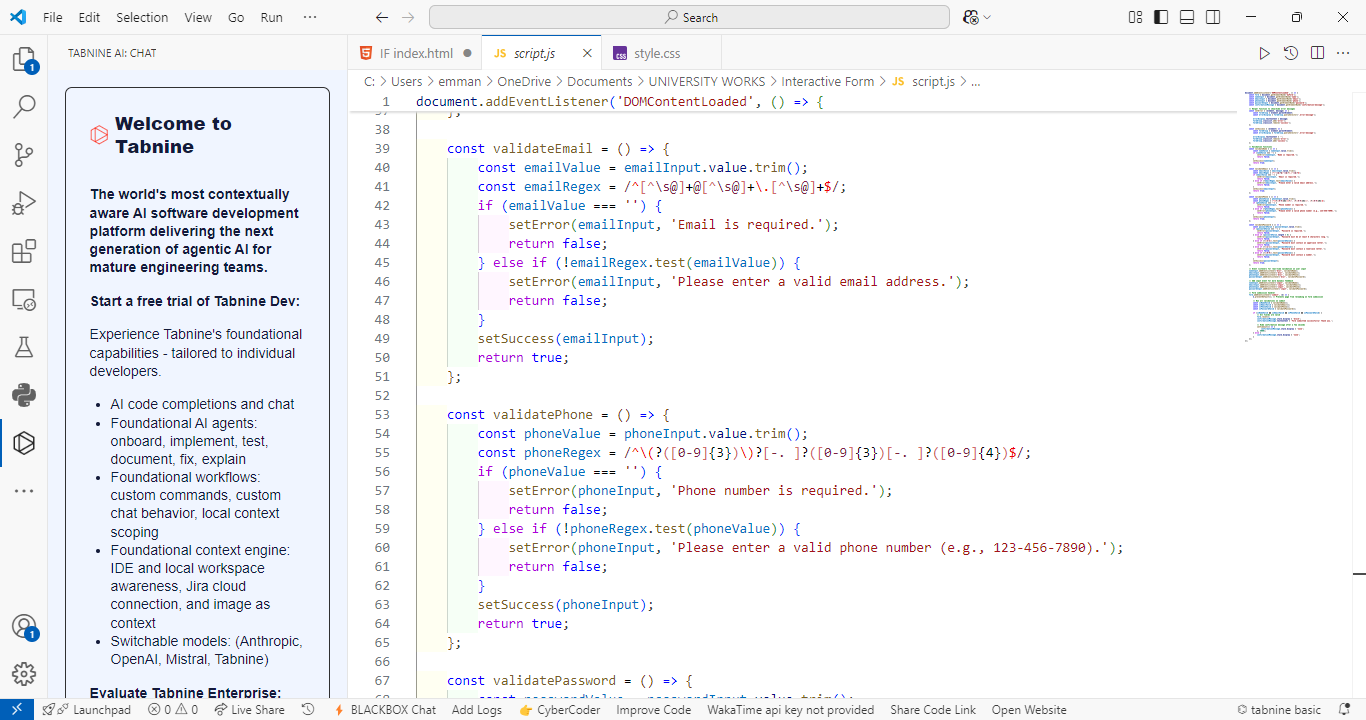 File Edit Selection View Go Run ··· Search
TABNINE AI: CHAT
Welcome to
Tabnine
The world's most contextually
aware AI software development
platform delivering the next
generation of agentic AI for
mature engineering teams.
Start a free trial of Tabnine Dev:
Experience Tabnine's foundational
capabilities - tailored to individual
developers.
• AI code completions and chat
• Foundational AI agents:
onboard, implement, test,
document, fix, explain
• Foundational workflows:
custom commands, custom
chat behavior, local context
scoping
• Foundational context engine:
IDE and local workspace
awareness, Jira cloud
connection, and image as
context
• Switchable models: (Anthropic,
OpenAI, Mistral, Tabnine)
Evaluate Tabnine Enterprise:
1
1
IF index.html JS script.js css style.css
C: > Users > emman > OneDrive > Documents > UNIVERSITY WORKS > Interactive Form > JS script.js > ...
1 document.addEventListener('DOMContentLoaded', () => {
37 };
38
39 const validateEmail = () => {
40 const emailValue = emailInput.value.trim();
41 const emailRegex = /^[^\s@]+@[^\s@]+\.[^\s@]+$/;
42 if (emailValue === '') {
43 setError(emailInput, 'Email is required.');
44 return false;
45 } else if (!emailRegex.test(emailValue)) {
46 setError(emailInput, 'Please enter a valid email address.');
47 return false;
48 }
49 setSuccess(emailInput);
50 return true;
51 };
52
53 const validatePhone = () => {
54 const phoneValue = phoneInput.value.trim();
55 const phoneRegex = /^\(?([0-9]{3})\)?[-. ]?([0-9]{3})[-. ]?([0-9]{4})$/;
56 if (phoneValue === '') {
57 setError(phoneInput, 'Phone number is required.');
58 return false;
59 } else if (!phoneRegex.test(phoneValue)) {
60 setError(phoneInput, 'Please enter a valid phone number (e.g., 123-456-7890).');
61 return false;
62 }
63 setSuccess(phoneInput);
64 return true;
65 };
66
67 const validatePassword = () => {
68 const passwordValue = passwordInput.value.trim();
Launchpad 0 0 Live Share BLACKBOX Chat Add Logs CyberCoder Improve Code WakaTime api key not provided Share Code Link Open Website tabnine basic